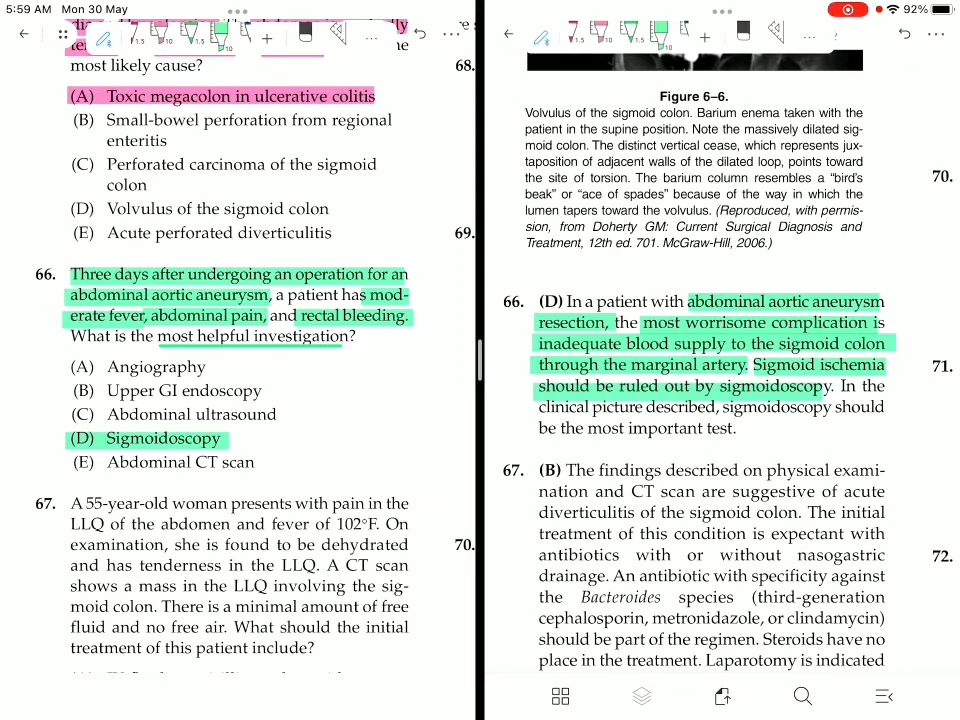 5:59 AM Mon 30 May
92%
1.5
10
1.5
10
1.5
10
1.5
10
most likely cause?
68.
(A) Toxic megacolon in ulcerative colitis
(B) Small-bowel perforation from regional
enteritis
(C) Perforated carcinoma of the sigmoid
colon
(D) Volvulus of the sigmoid colon
(E) Acute perforated diverticulitis
69.
66. Three days after undergoing an operation for an
abdominal aortic aneurysm, a patient has mod-
erate fever, abdominal pain, and rectal bleeding.
What is the most helpful investigation?
(A) Angiography
(B) Upper GI endoscopy
(C) Abdominal ultrasound
(D) Sigmoidoscopy
(E) Abdominal CT scan
67. A 55-year-old woman presents with pain in the
LLQ of the abdomen and fever of 102°F. On
examination, she is found to be dehydrated
70.
and has tenderness in the LLQ. A CT scan
shows a mass in the LLQ involving the sig-
moid colon. There is a minimal amount of free
fluid and no free air. What should the initial
treatment of this patient include?
Figure 6–6.
Volvulus of the sigmoid colon. Barium enema taken with the
patient in the supine position. Note the massively dilated sig-
moid colon. The distinct vertical cease, which represents jux-
taposition of adjacent walls of the dilated loop, points toward
the site of torsion. The barium column resembles a “bird’s
beak” or “ace of spades” because of the way in which the
lumen tapers toward the volvulus. (Reproduced, with permis-
sion, from Doherty GM: Current Surgical Diagnosis and
Treatment, 12th ed. 701. McGraw-Hill, 2006.)
70.
66. (D) In a patient with abdominal aortic aneurysm
resection, the most worrisome complication is
inadequate blood supply to the sigmoid colon
through the marginal artery. Sigmoid ischemia
71.
should be ruled out by sigmoidoscopy. In the
clinical picture described, sigmoidoscopy should
be the most important test.
67. (B) The findings described on physical exami-
nation and CT scan are suggestive of acute
diverticulitis of the sigmoid colon. The initial
treatment of this condition is expectant with
antibiotics with or without nasogastric
72.
drainage. An antibiotic with specificity against
the Bacteroides species (third-generation
cephalosporin, metronidazole, or clindamycin)
should be part of the regimen. Steroids have no
place in the treatment. Laparotomy is indicated